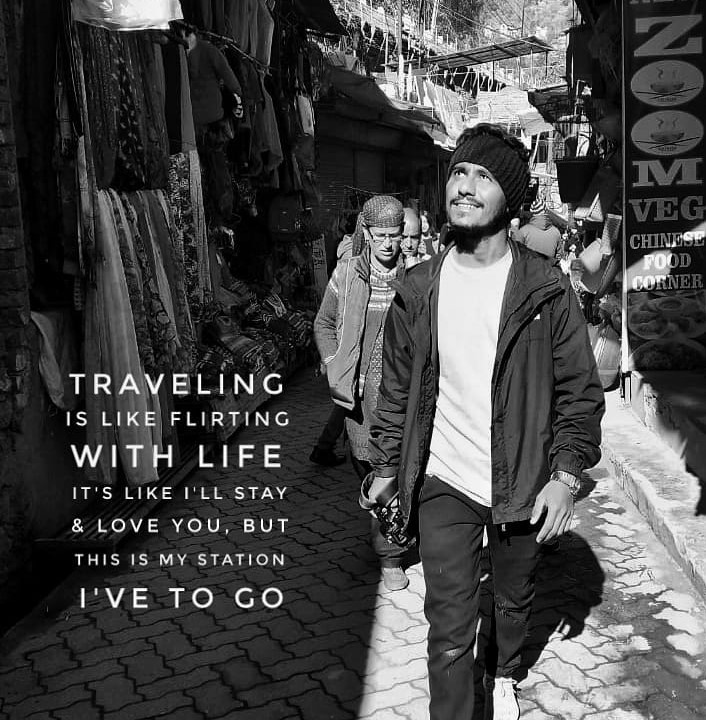 TRAVELING
IS LIKE FLIRTING
WITH LIFE
IT'S LIKE I'LL STAY
& LOVE YOU, BUT
THIS IS MY STATION
I'VE TO GO
ZOOM
VEG
CHINESE
FOOD
CORNER